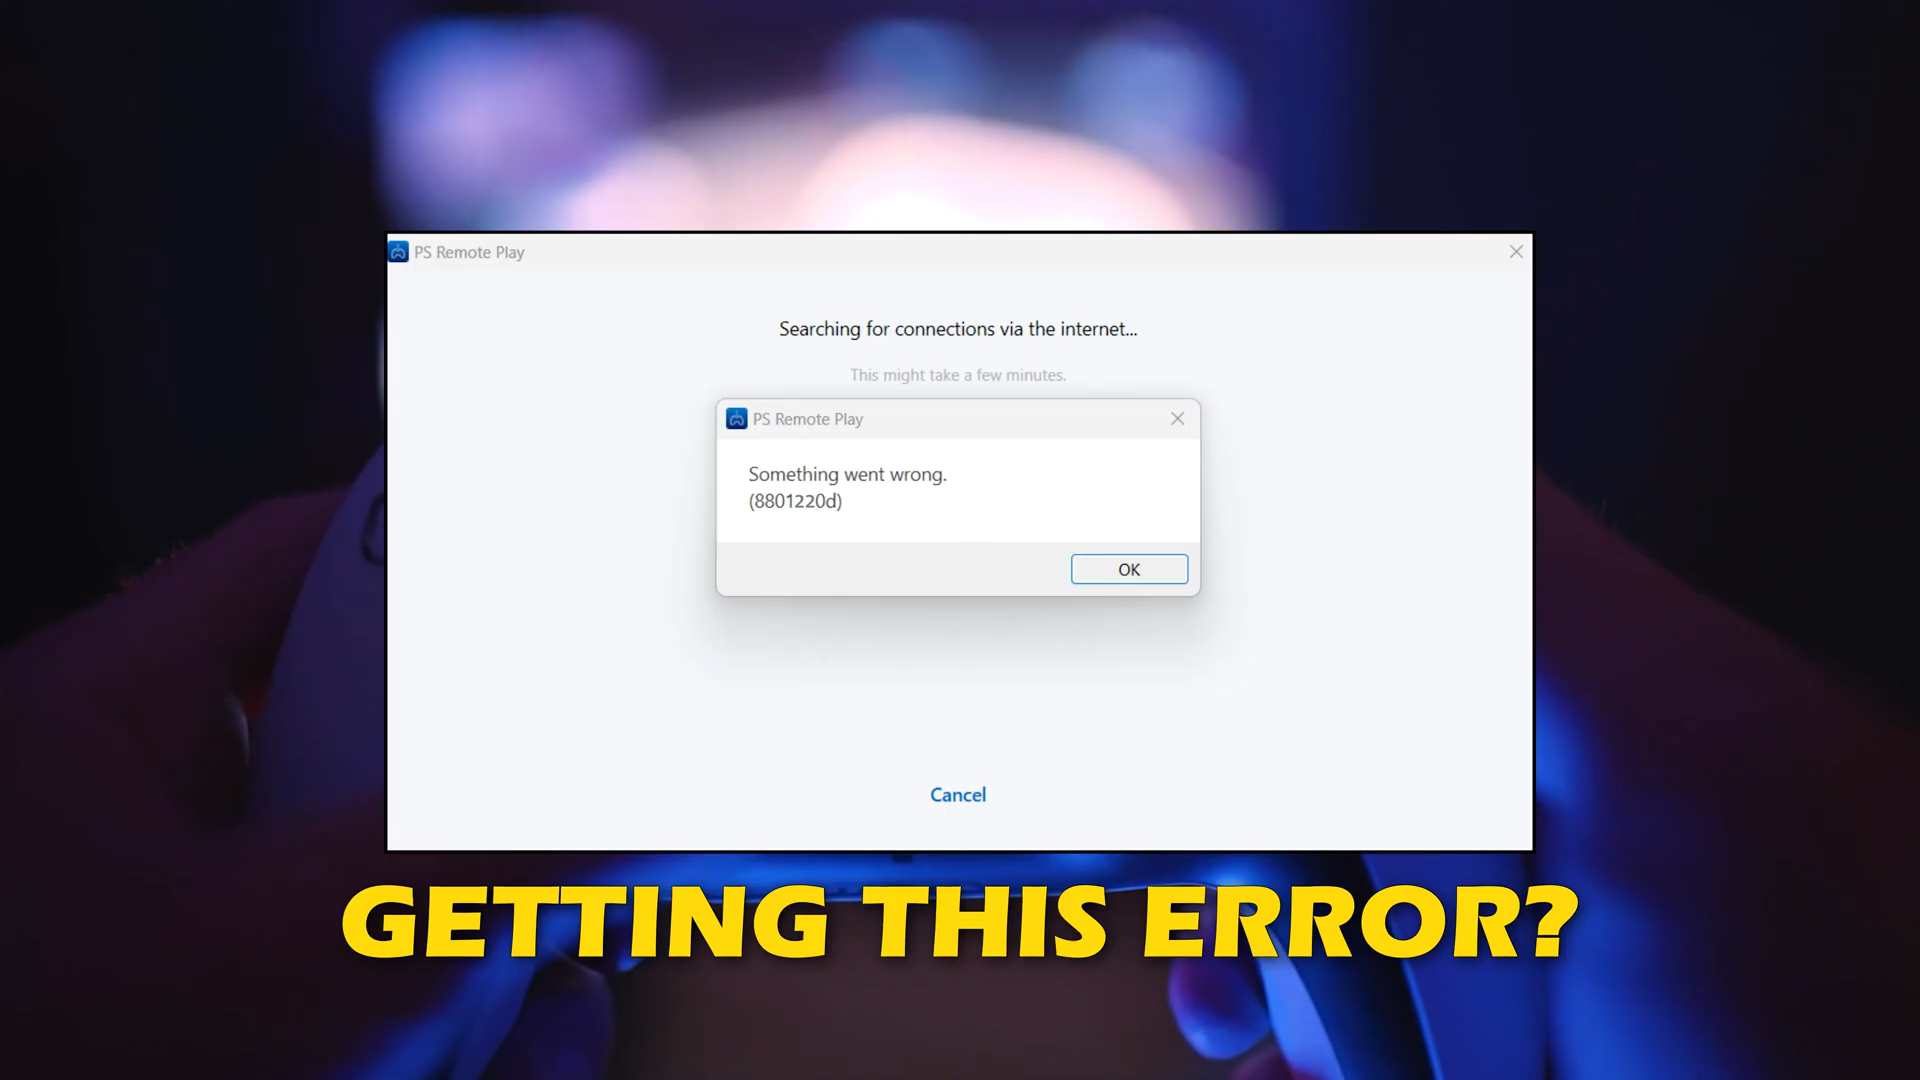 PS Remote Play
Searching for connections via the internet...
This might take a few minutes.
PS Remote Play
Something went wrong.
(8801220d)
OK
Cancel
GETTING THIS ERROR?